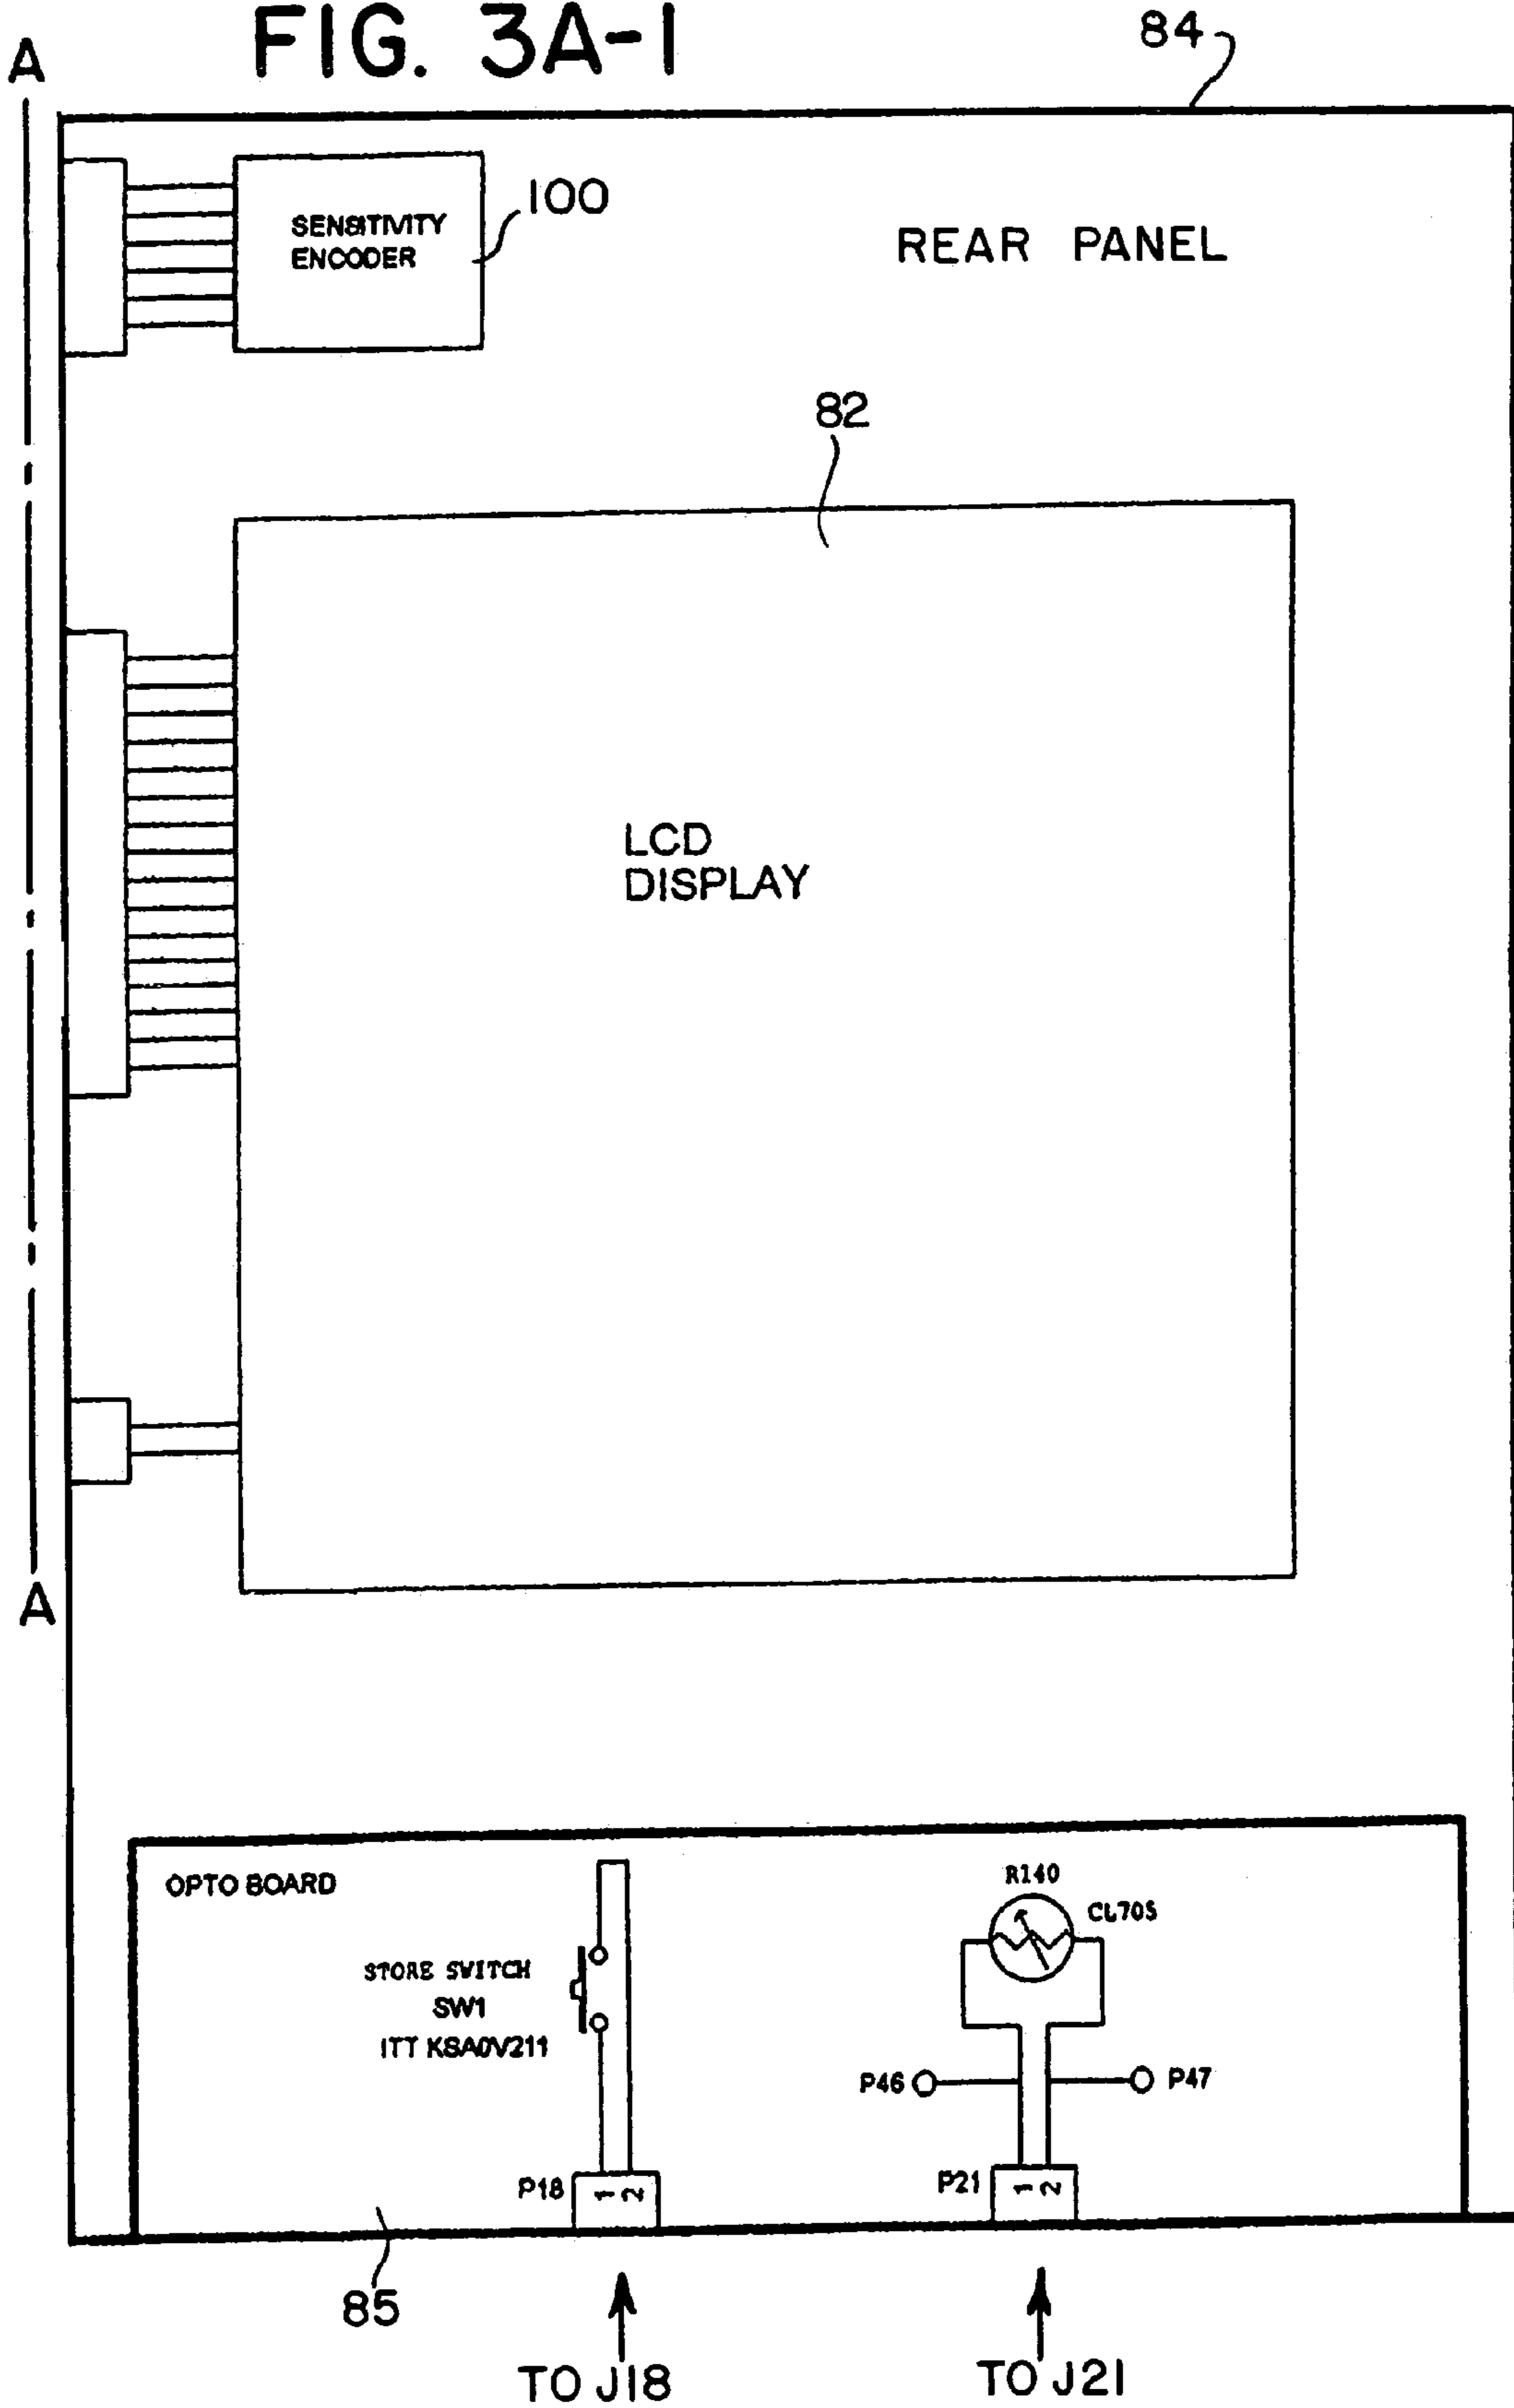 FIG. 3A-1
84
A
100
SENSITIVITY
ENCODER
REAR PANEL
82
LCD
DISPLAY
A
OPTO BOARD
R140
CL705
STORE SWITCH
SW1
ITT KSA0V211
P46
P47
P18
1 2
P21
1 2
85
TO J18
TO J21